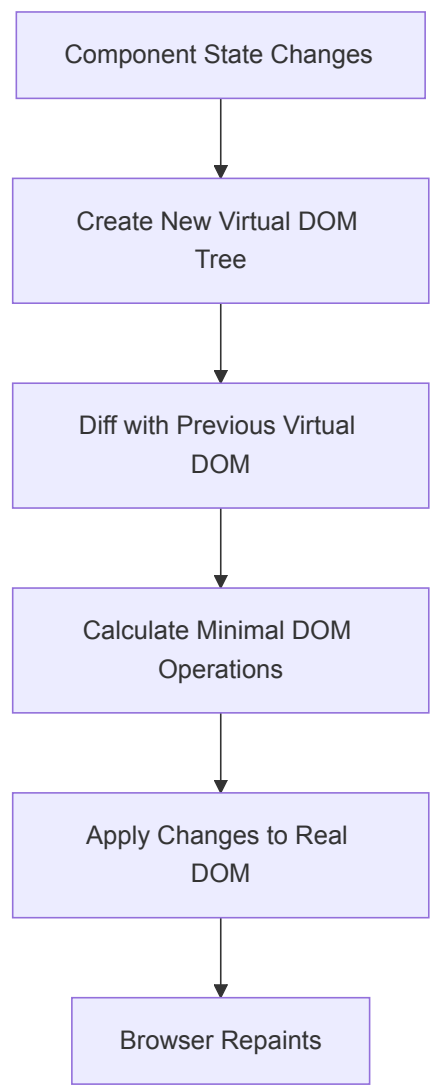 Component State Changes
Create New Virtual DOM
Tree
Diff with Previous Virtual
DOM
Calculate Minimal DOM
Operations
Apply Changes to Real
DOM
Browser Repaints